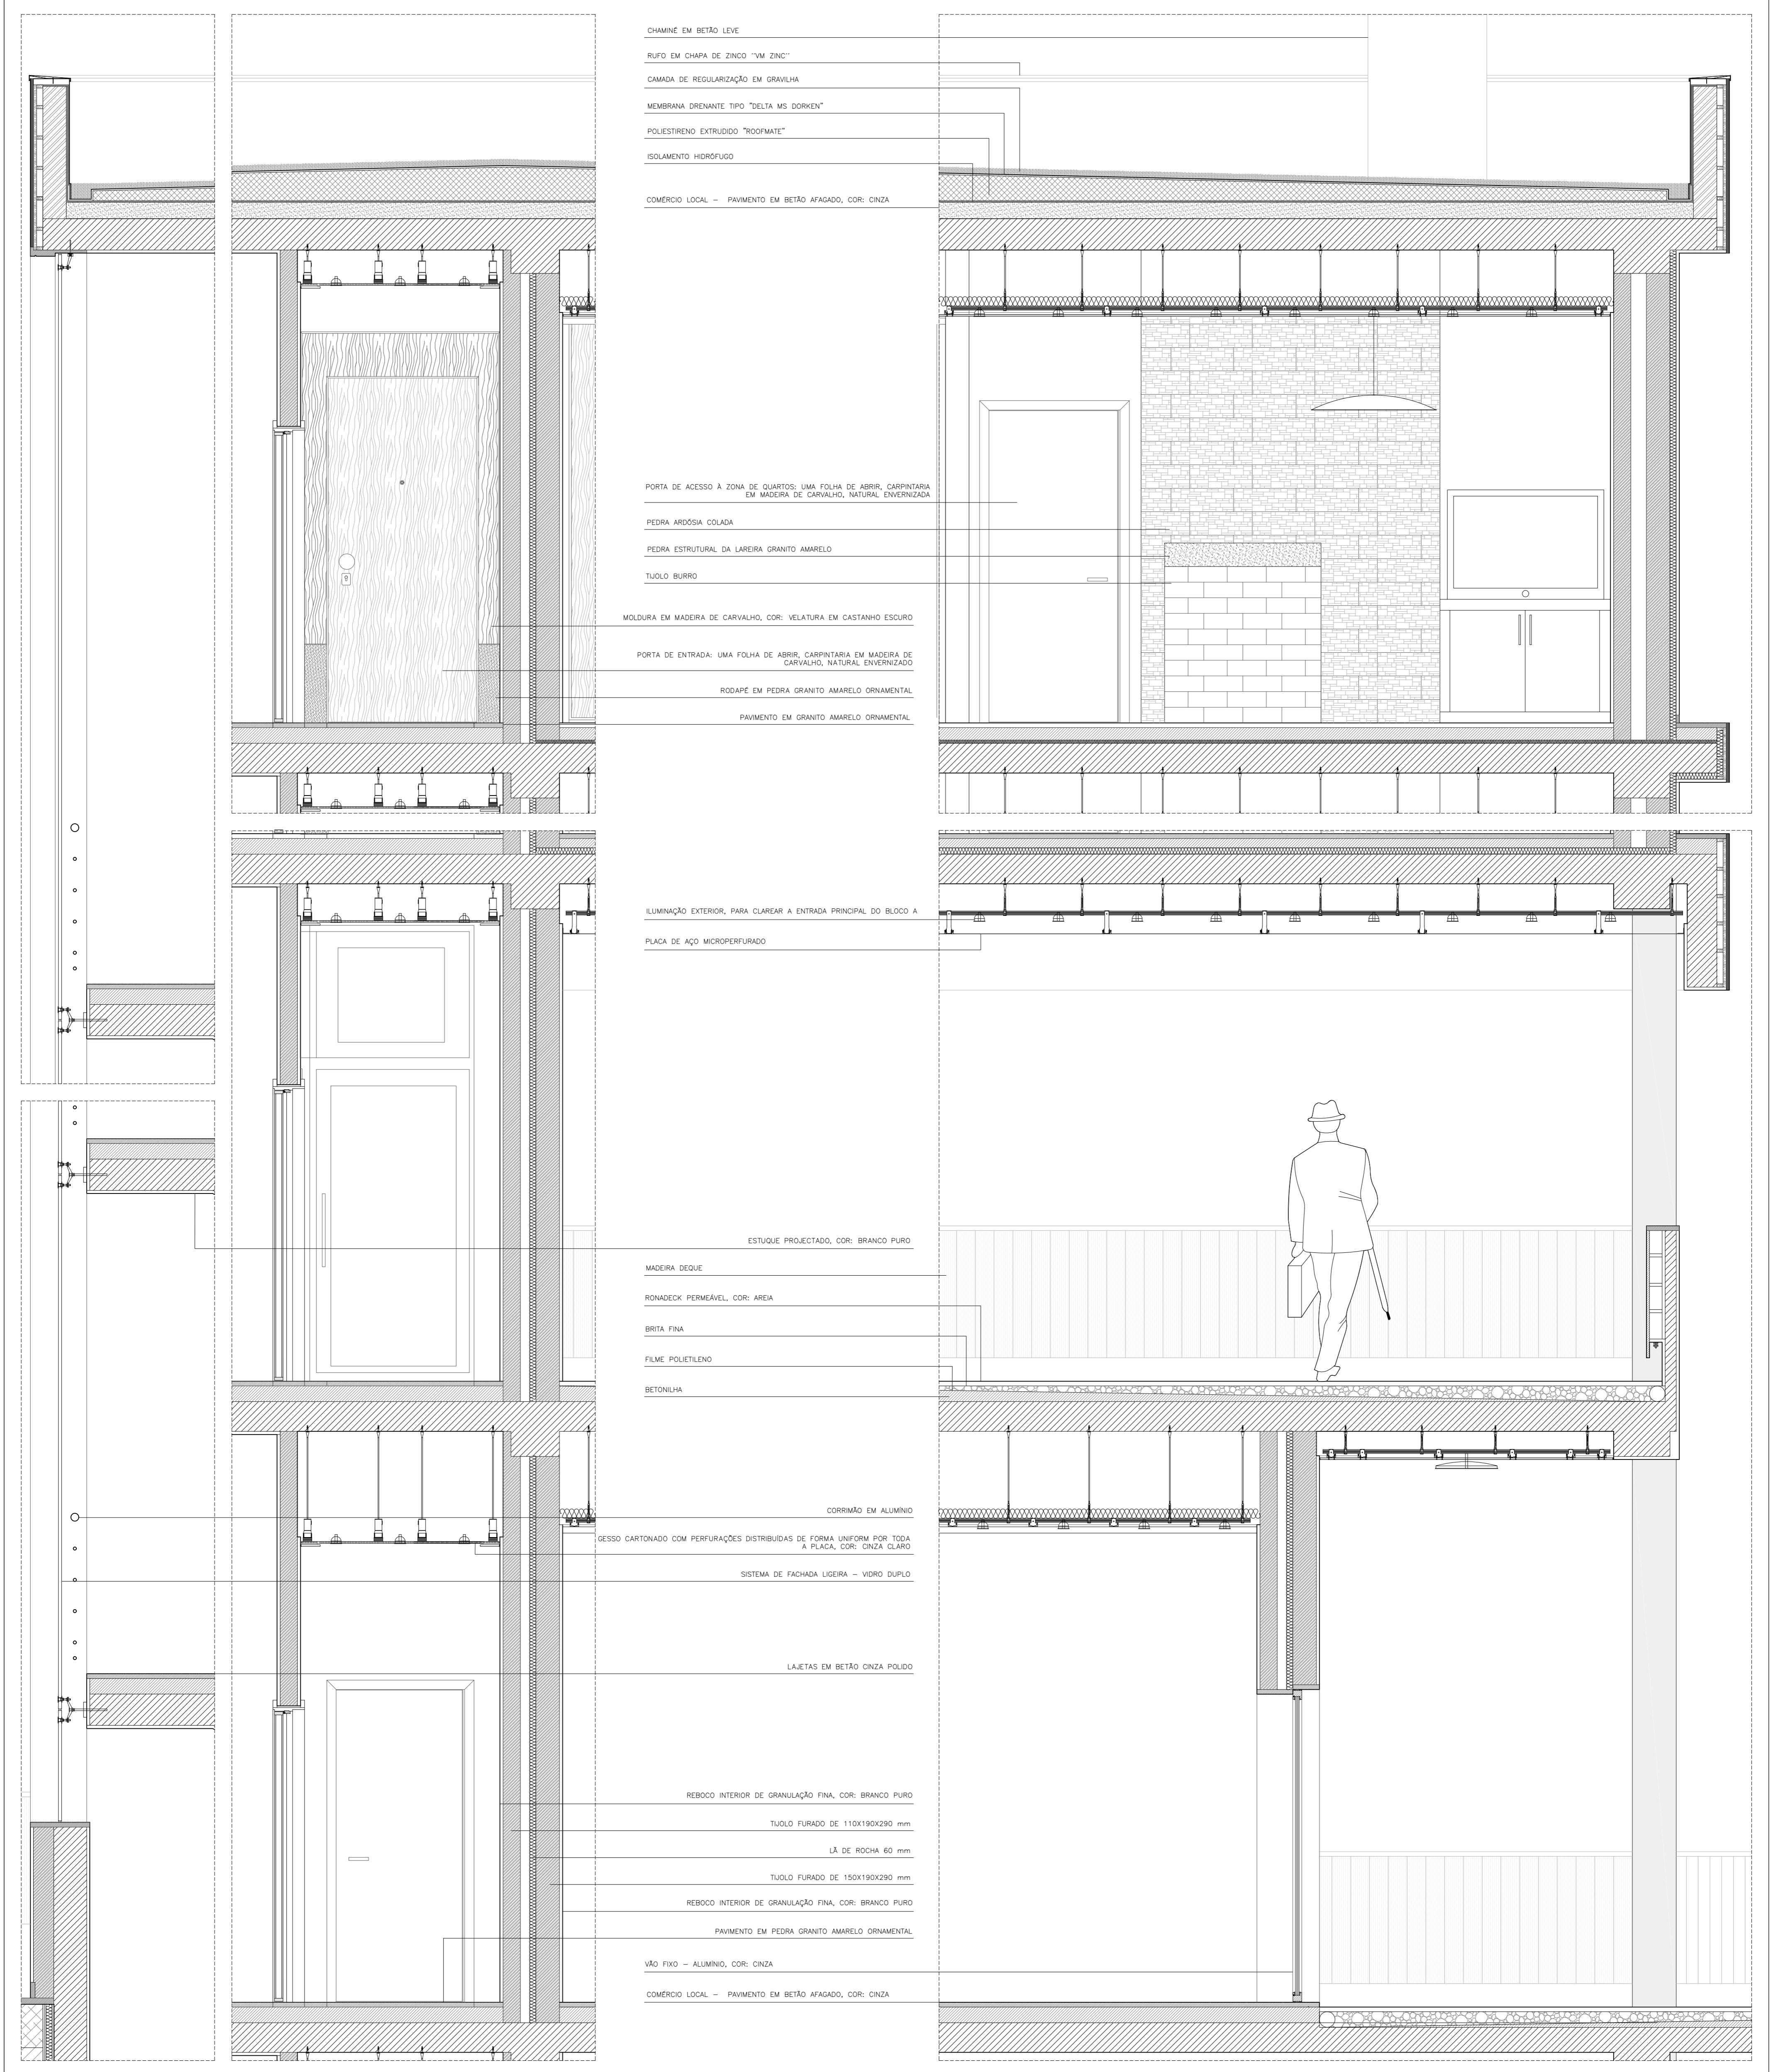 CHAMINÉ EM BETÃO LEVE
RUFO EM CHAPA DE ZINCO ''VM ZINC''
CAMADA DE REGULARIZAÇÃO EM GRAVILHA
MEMBRANA DRENANTE TIPO "DELTA MS DORKEN"
POLIESTIRENO EXTRUDIDO "ROOFMATE"
ISOLAMENTO HIDRÓFUGO
COMÉRCIO LOCAL – PAVIMENTO EM BETÃO AFAGADO, COR: CINZA
PORTA DE ACESSO À ZONA DE QUARTOS: UMA FOLHA DE ABRIR, CARPINTARIA
EM MADEIRA DE CARVALHO, NATURAL ENVERNIZADA
PEDRA ARDÓSIA COLADA
PEDRA ESTRUTURAL DA LAREIRA GRANITO AMARELO
TIJOLO BURRO
MOLDURA EM MADEIRA DE CARVALHO, COR: VELATURA EM CASTANHO ESCURO
PORTA DE ENTRADA: UMA FOLHA DE ABRIR, CARPINTARIA EM MADEIRA DE
CARVALHO, NATURAL ENVERNIZADO
RODAPÉ EM PEDRA GRANITO AMARELO ORNAMENTAL
PAVIMENTO EM GRANITO AMARELO ORNAMENTAL
ILUMINAÇÃO EXTERIOR, PARA CLAREAR A ENTRADA PRINCIPAL DO BLOCO A
PLACA DE AÇO MICROPERFURADO
ESTUQUE PROJECTADO, COR: BRANCO PURO
MADEIRA DEQUE
RONADECK PERMEÁVEL, COR: AREIA
BRITA FINA
FILME POLIETILENO
BETONILHA
CORRIMÃO EM ALUMÍNIO
GESSO CARTONADO COM PERFURAÇÕES DISTRIBUÍDAS DE FORMA UNIFORM POR TODA
A PLACA, COR: CINZA CLARO
SISTEMA DE FACHADA LIGEIRA – VIDRO DUPLO
LAJETAS EM BETÃO CINZA POLIDO
REBOCO INTERIOR DE GRANULAÇÃO FINA, COR: BRANCO PURO
TIJOLO FURADO DE 110X190X290 mm
LÃ DE ROCHA 60 mm
TIJOLO FURADO DE 150X190X290 mm
REBOCO INTERIOR DE GRANULAÇÃO FINA, COR: BRANCO PURO
PAVIMENTO EM PEDRA GRANITO AMARELO ORNAMENTAL
VÃO FIXO – ALUMÍNIO, COR: CINZA
COMÉRCIO LOCAL – PAVIMENTO EM BETÃO AFAGADO, COR: CINZA